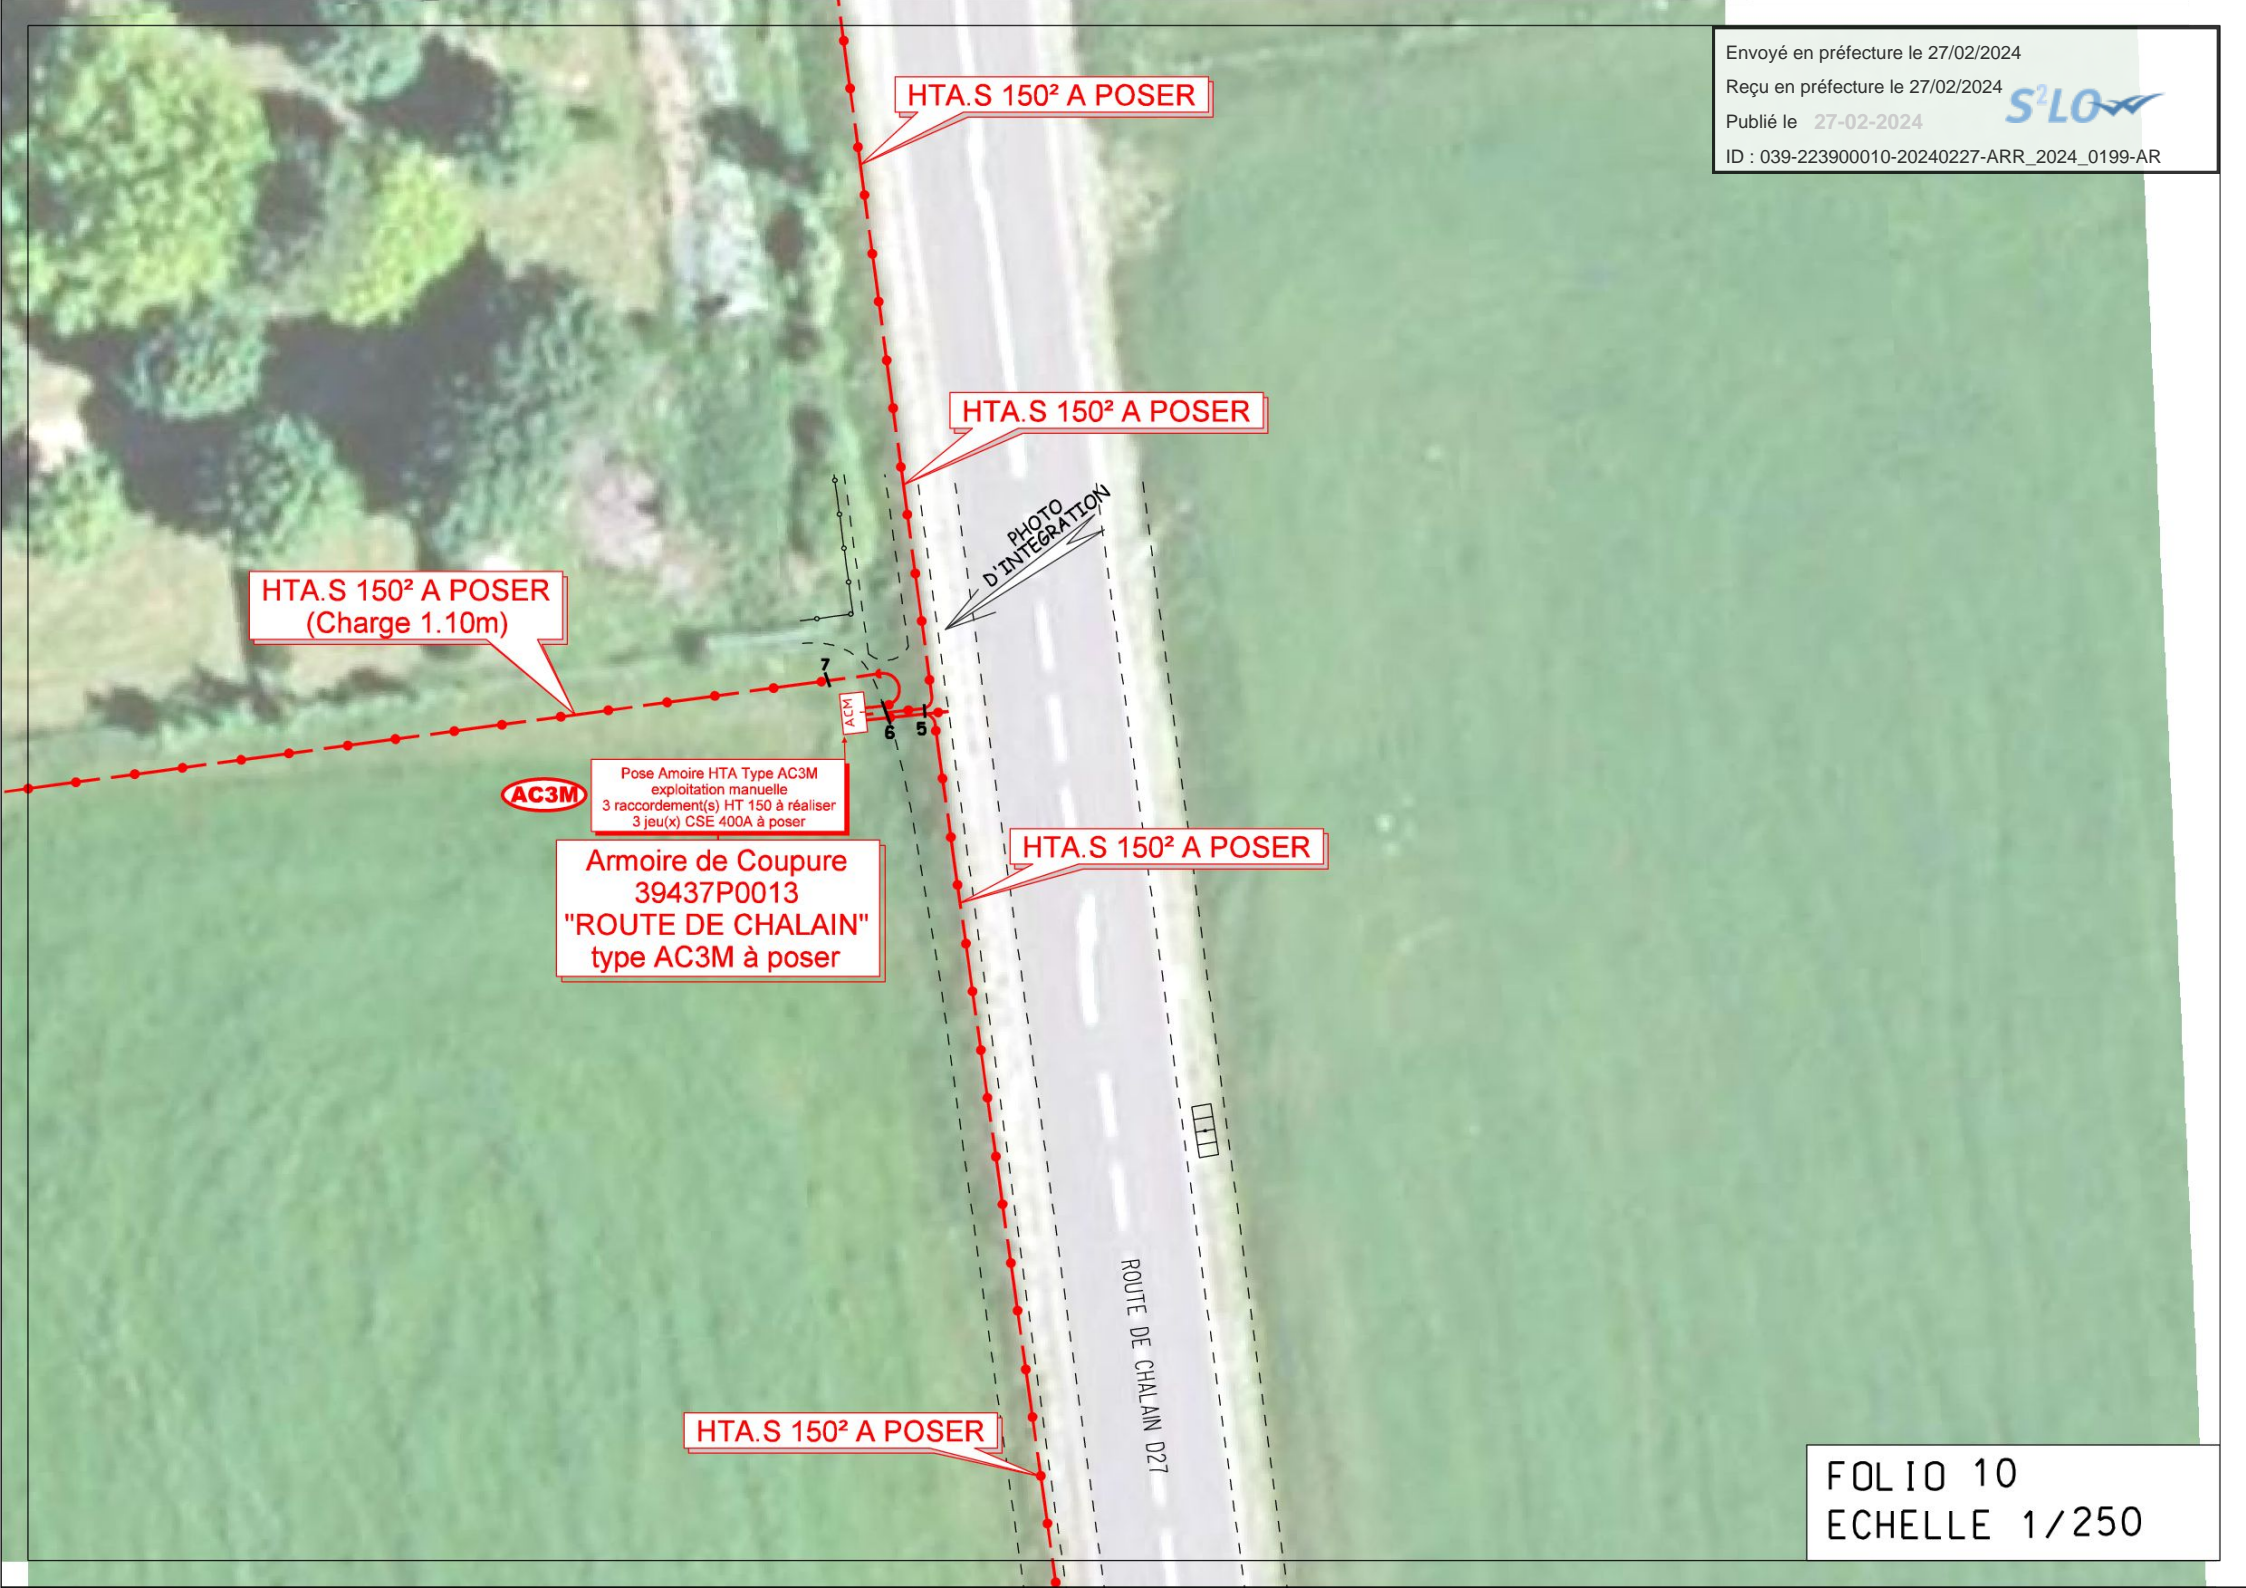 Envoyé en préfecture le 27/02/2024
Reçu en préfecture le 27/02/2024
S²LO
Publié le 27-02-2024
ID : 039-223900010-20240227-ARR_2024_0199-AR
HTA.S 150² A POSER
HTA.S 150² A POSER
PHOTO
D'INTEGRATION
HTA.S 150² A POSER
(Charge 1.10m)
7
ACM
6
5
AC3M
Pose Amoire HTA Type AC3M
exploitation manuelle
3 raccordement(s) HT 150 à réaliser
3 jeu(x) CSE 400A à poser
Armoire de Coupure
39437P0013
"ROUTE DE CHALAIN"
type AC3M à poser
HTA.S 150² A POSER
ROUTE DE CHALAIN D27
HTA.S 150² A POSER
FOLIO 10
ECHELLE 1/250